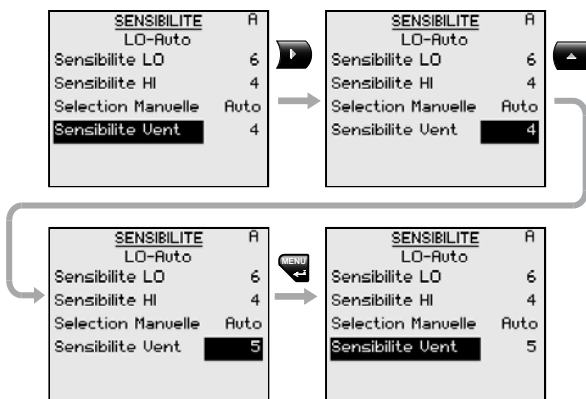 SENSIBILITE A
LO-Auto
Sensibilite LO 6
Sensibilite HI 4
Selection Manuelle Auto
Sensibilite Vent 4
SENSIBILITE A
LO-Auto
Sensibilite LO 6
Sensibilite HI 4
Selection Manuelle Auto
Sensibilite Vent 4
SENSIBILITE A
LO-Auto
Sensibilite LO 6
Sensibilite HI 4
Selection Manuelle Auto
Sensibilite Vent 5
MENU
SENSIBILITE A
LO-Auto
Sensibilite LO 6
Sensibilite HI 4
Selection Manuelle Auto
Sensibilite Vent 5